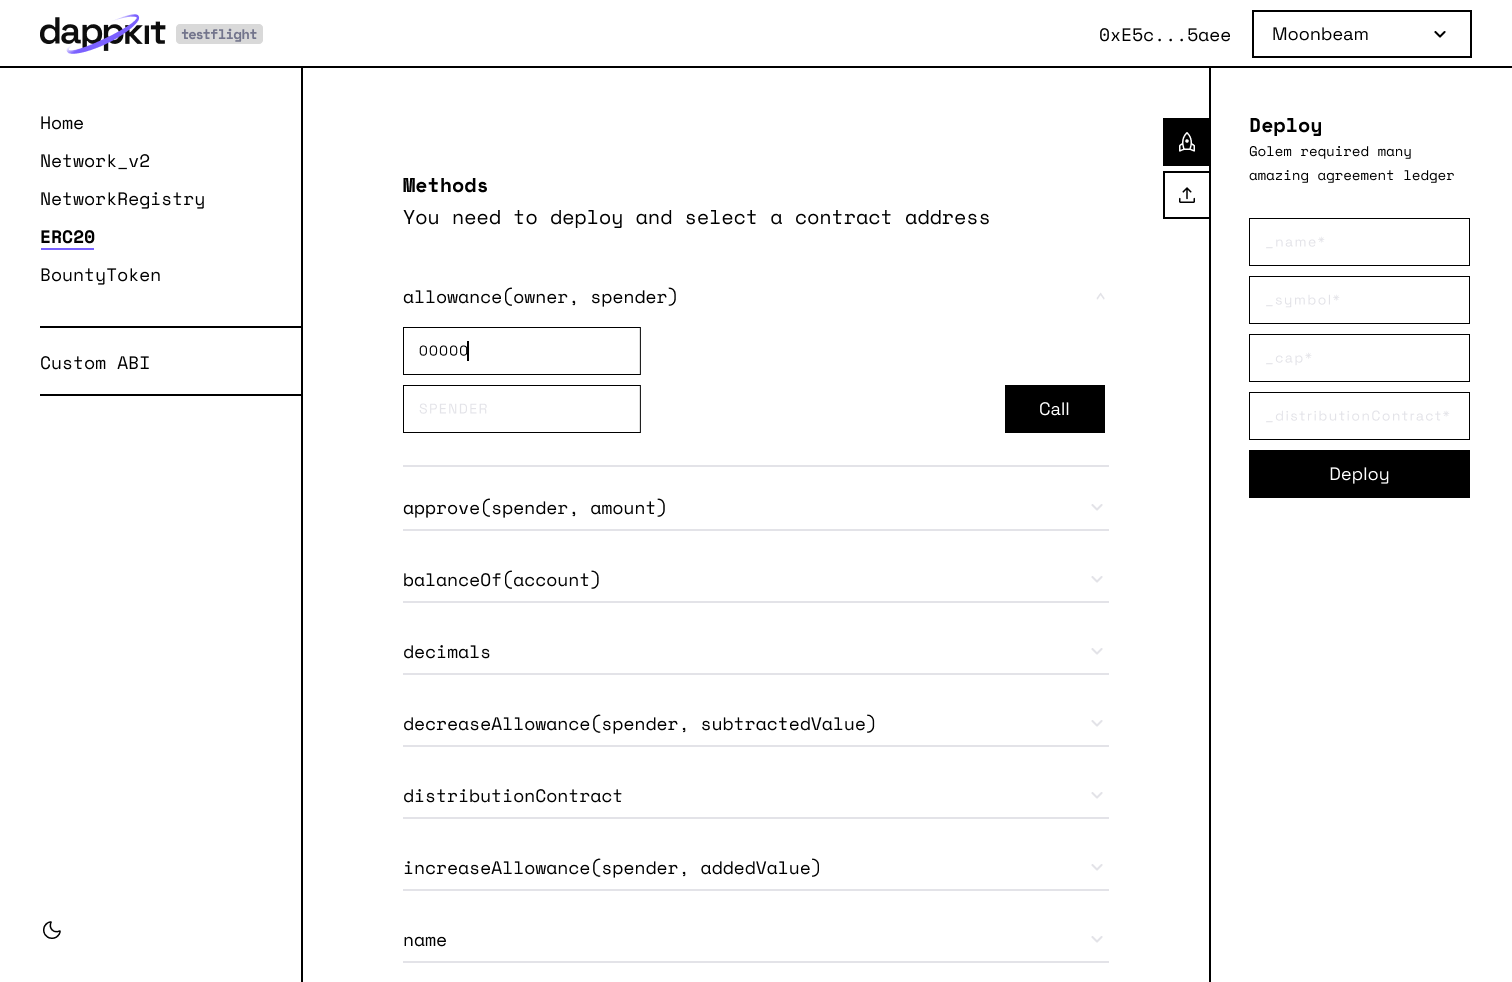 dappkit testflight
0xE5c...5aee
Moonbeam
Home
Network_v2
NetworkRegistry
ERC20
BountyToken
Custom ABI
Methods
You need to deploy and select a contract address
allowance(owner, spender)
00000
SPENDER
Call
approve(spender, amount)
balanceOf(account)
decimals
decreaseAllowance(spender, subtractedValue)
distributionContract
increaseAllowance(spender, addedValue)
name
Deploy
Golem required many
amazing agreement ledger
_name*
_symbol*
_cap*
_distributionContract*
Deploy